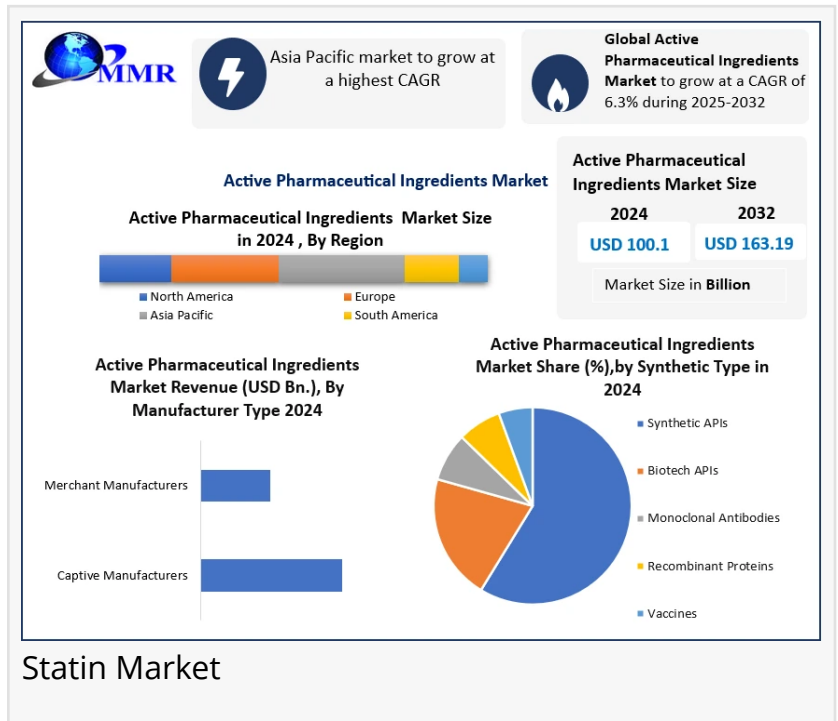 MMR
Asia Pacific market to grow at
a highest CAGR
Global Active
Pharmaceutical Ingredients
Market to grow at a CAGR of
6.3% during 2025-2032
Active Pharmaceutical Ingredients Market
Active Pharmaceutical
Ingredients Market Size
2024
2032
USD 100.1
USD 163.19
Market Size in Billion
Active Pharmaceutical Ingredients Market Size
in 2024 , By Region
North America
Europe
Asia Pacific
South America
Active Pharmaceutical Ingredients
Market Revenue (USD Bn.), By
Manufacturer Type 2024
Merchant Manufacturers
Captive Manufacturers
Active Pharmaceutical Ingredients
Market Share (%),by Synthetic Type in
2024
Synthetic APIs
Biotech APIs
Monoclonal Antibodies
Recombinant Proteins
Vaccines
Statin Market